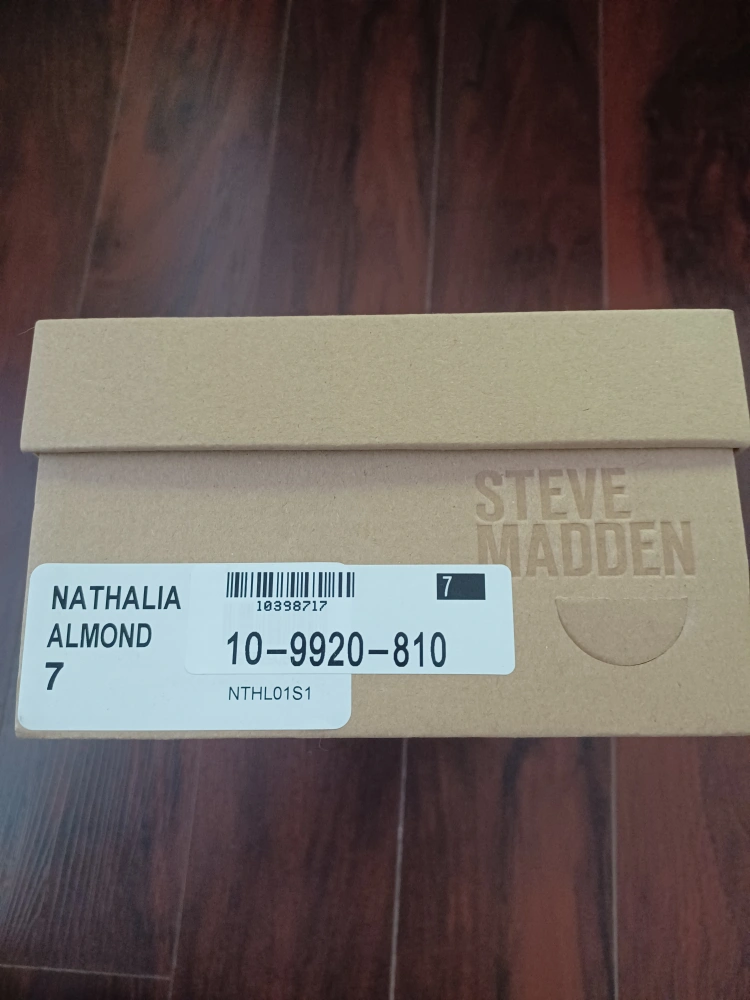 STEVE
MADDEN
NATHALIA
ALMOND
7
10398717
7
10-9920-810
NTHL01S1